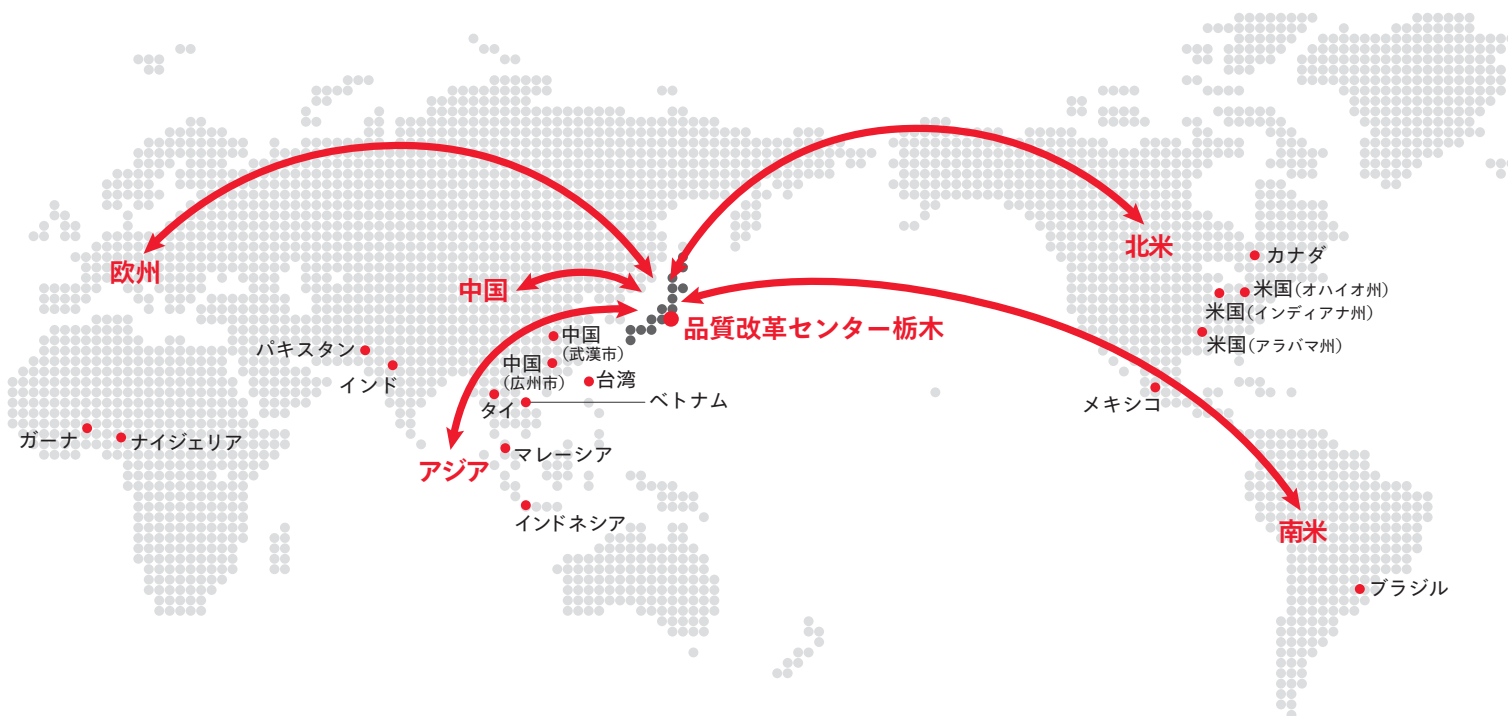 北米
カナダ
欧州
中国
米国(オハイオ州)
米国(インディアナ州)
品質改革センター栃木
中国
(武漢市)
米国(アラバマ州)
パキスタン
中国
(広州市)
インド
台湾
タイ
ベトナム
メキシコ
ガーナ
ナイジェリア
マレーシア
アジア
インドネシア
南米
ブラジル